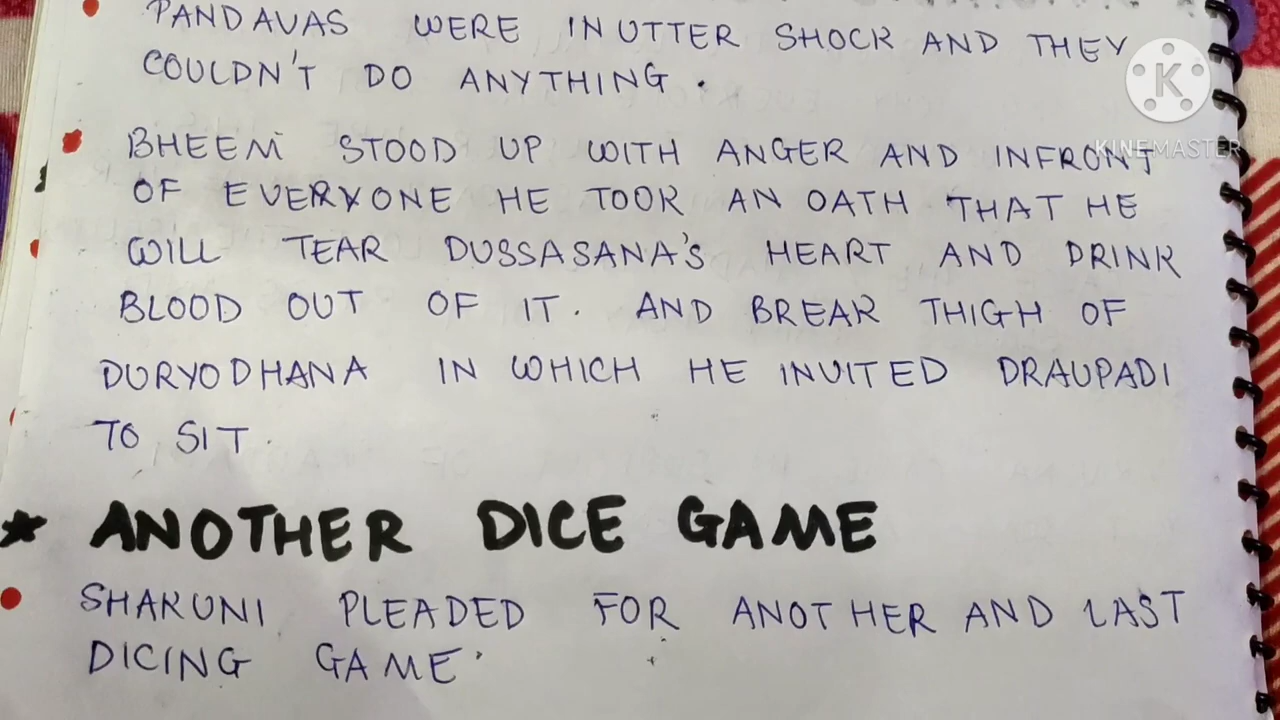 PANDAVAS WERE IN UTTER SHOCK AND THEY
COULDN'T DO ANYTHING.
BHEEM STOOD UP WITH ANGER AND INFRONT
OF EVERYONE HE TOOK AN OATH THAT HE
WILL TEAR DUSSASANA'S HEART AND DRINK
BLOOD OUT OF IT. AND BREAK THIGH OF
DURYODHANA IN WHICH HE INVITED DRAUPADI
TO SIT.
★ ANOTHER DICE GAME
SHAKUNI PLEADED FOR ANOTHER AND LAST
DICING GAME.
K
KINEMASTER